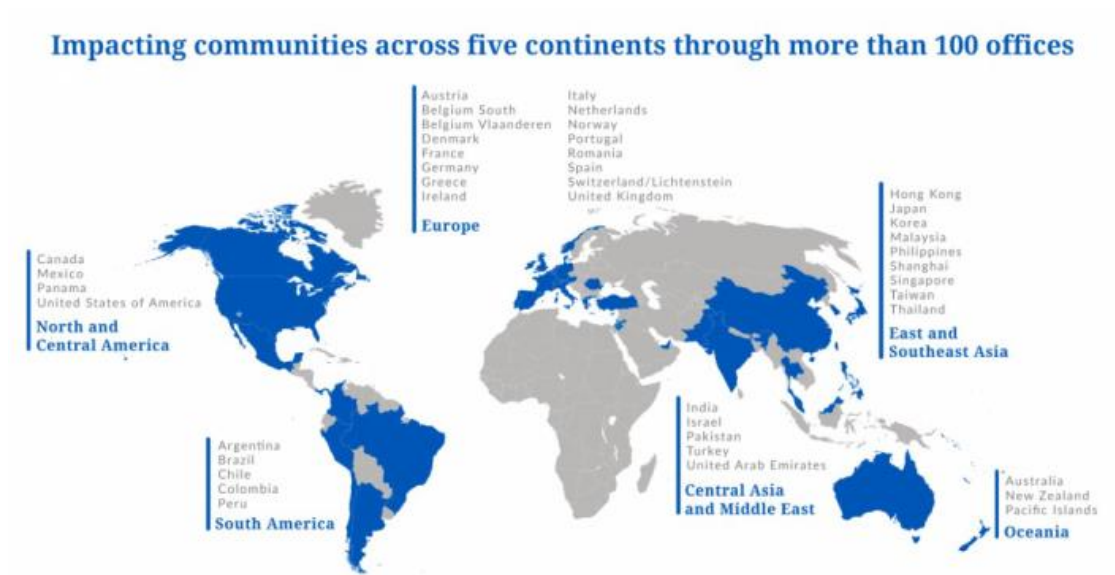 Impacting communities across five continents through more than 100 offices
Austria
Belgium South
Belgium Vlaanderen
Denmark
France
Germany
Greece
Ireland
Italy
Netherlands
Norway
Portugal
Romania
Spain
Switzerland/Lichtenstein
United Kingdom
Europe
Canada
Mexico
Panama
United States of America
North and
Central America
Hong Kong
Japan
Korea
Malaysia
Philippines
Shanghai
Singapore
Taiwan
Thailand
East and
Southeast Asia
Argentina
Brazil
Chile
Colombia
Peru
South America
India
Israel
Pakistan
Turkey
United Arab Emirates
Central Asia
and Middle East
Australia
New Zealand
Pacific Islands
Oceania